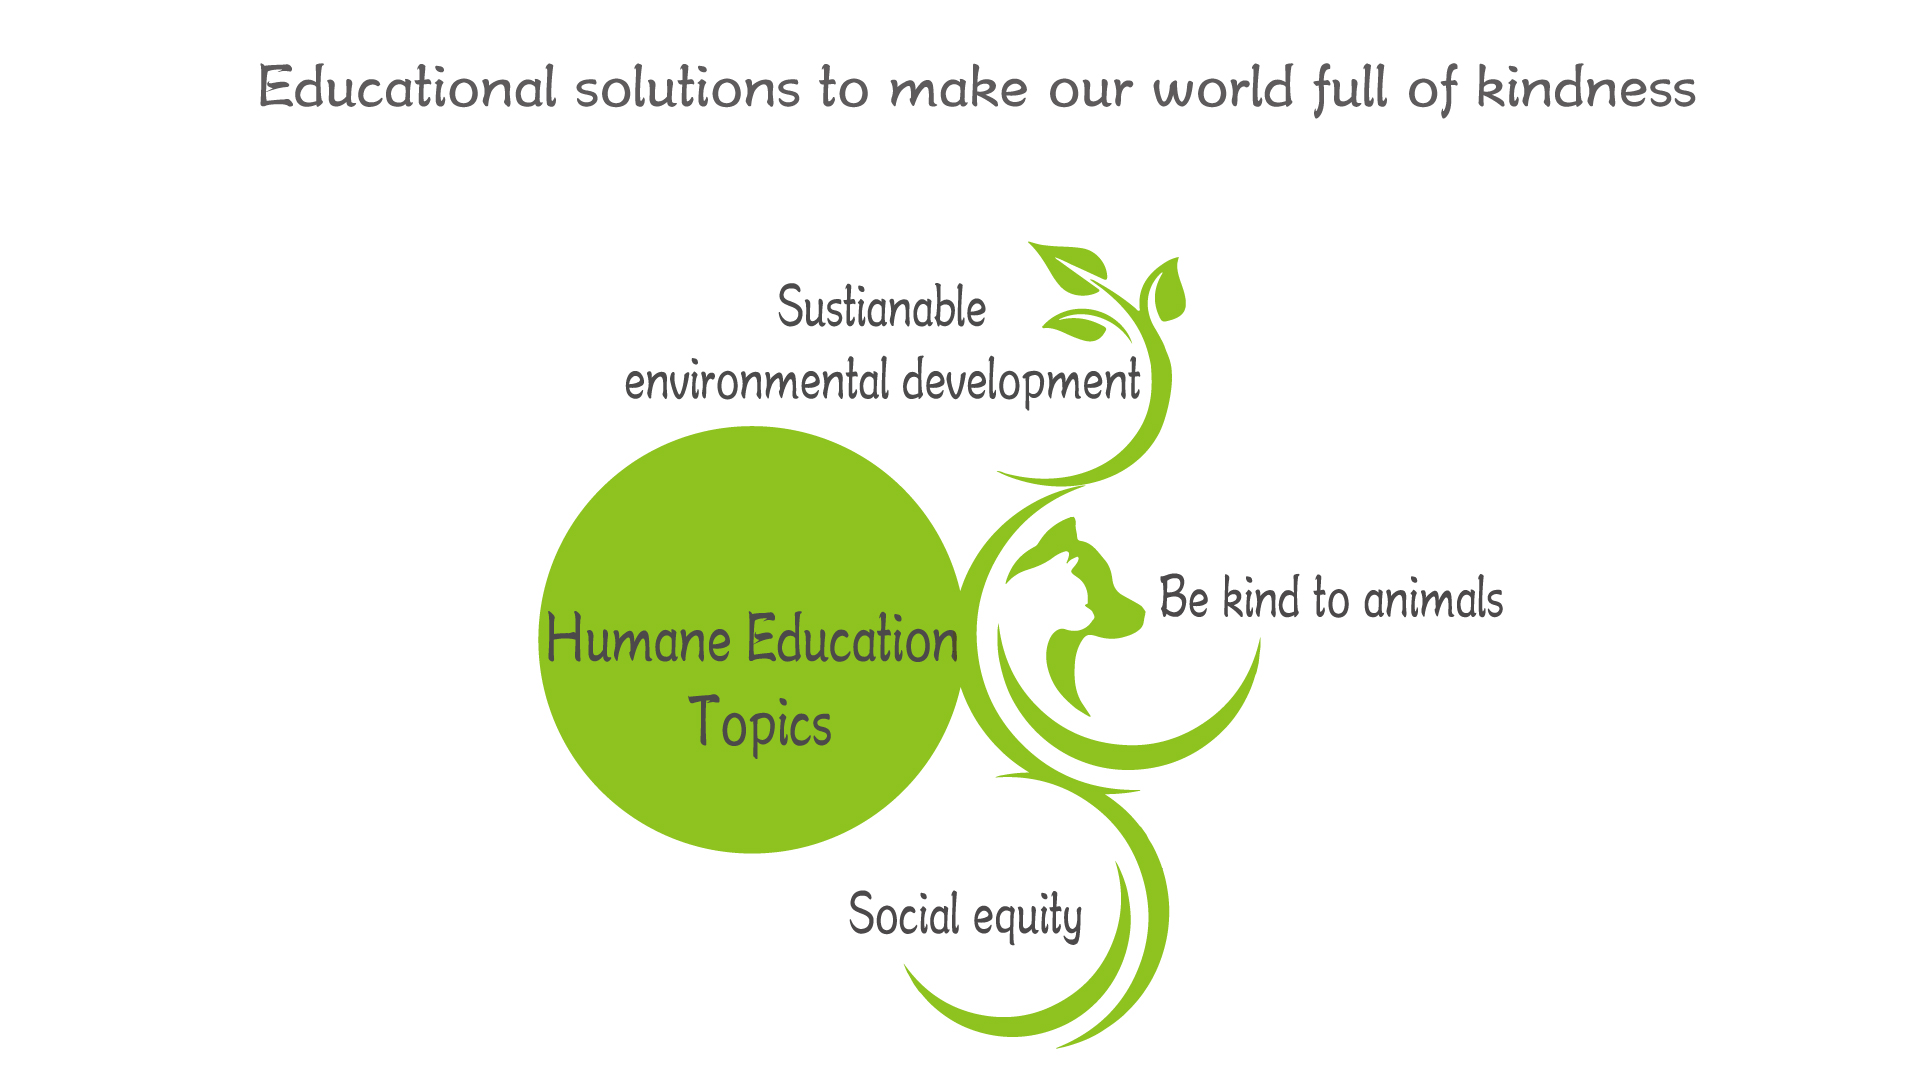 Educational solutions to make our world full of kindness
Sustianable
environmental development
Humane Education
Topics
Be kind to animals
Social equity